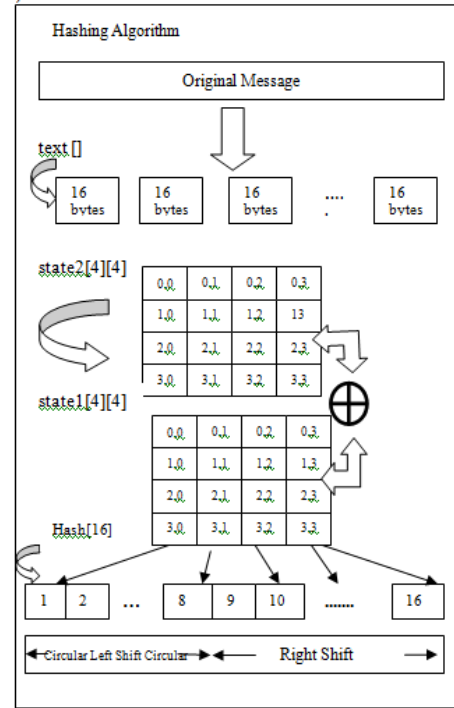 Hashing Algorithm
Original Message
text []
16 16 16 .... 16
bytes bytes bytes . bytes
state2[4][4]
0,0 0,1 0,2 0,3
1,0 1,1 1,2 13
2,0 2,1 2,2 2,3
3,0 3,1 3,2 3,3
state1[4][4]
0,0 0,1 0,2 0,3
1,0 1,1 1,2 1,3
2,0 2,1 2,2 2,3
3,0 3,1 3,2 3,3
Hash[16]
1 2 ... 8 9 10 ....... 16
Circular Left Shift Circular Right Shift